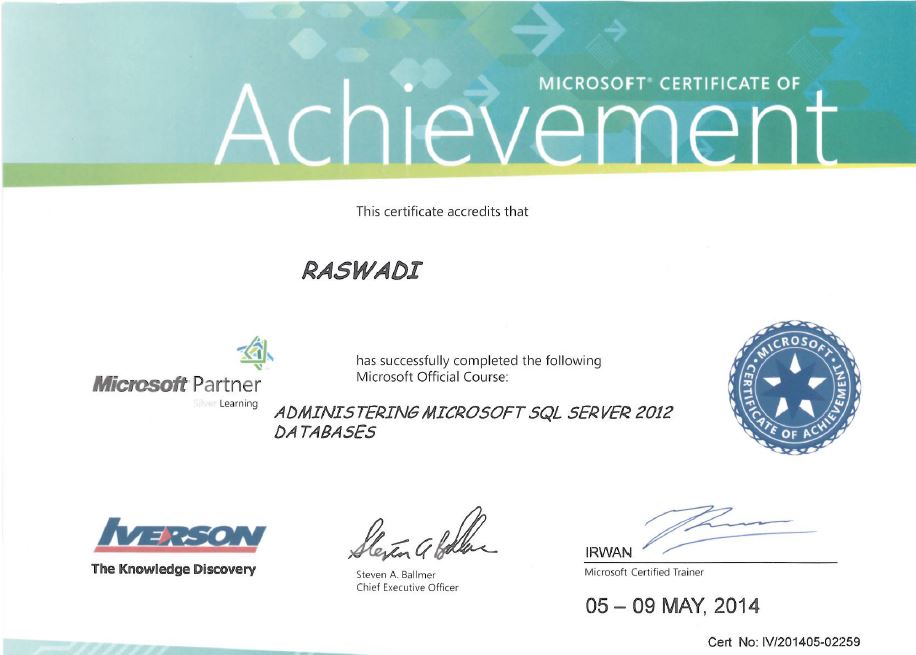 MICROSOFT® CERTIFICATE OF
Achievement
This certificate accredits that
RASWADI
has successfully completed the following
Microsoft Official Course:
Microsoft Partner
Silver Learning
ADMINISTERING MICROSOFT SQL SERVER 2012
DATABASES
MICROSOFT • CERTIFICATE OF ACHIEVEMENT •
IVERSON
The Knowledge Discovery
Steven A Ballmer
Steven A. Ballmer
Chief Executive Officer
IRWAN
Microsoft Certified Trainer
05 – 09 MAY, 2014
Cert No: IV/201405-02259